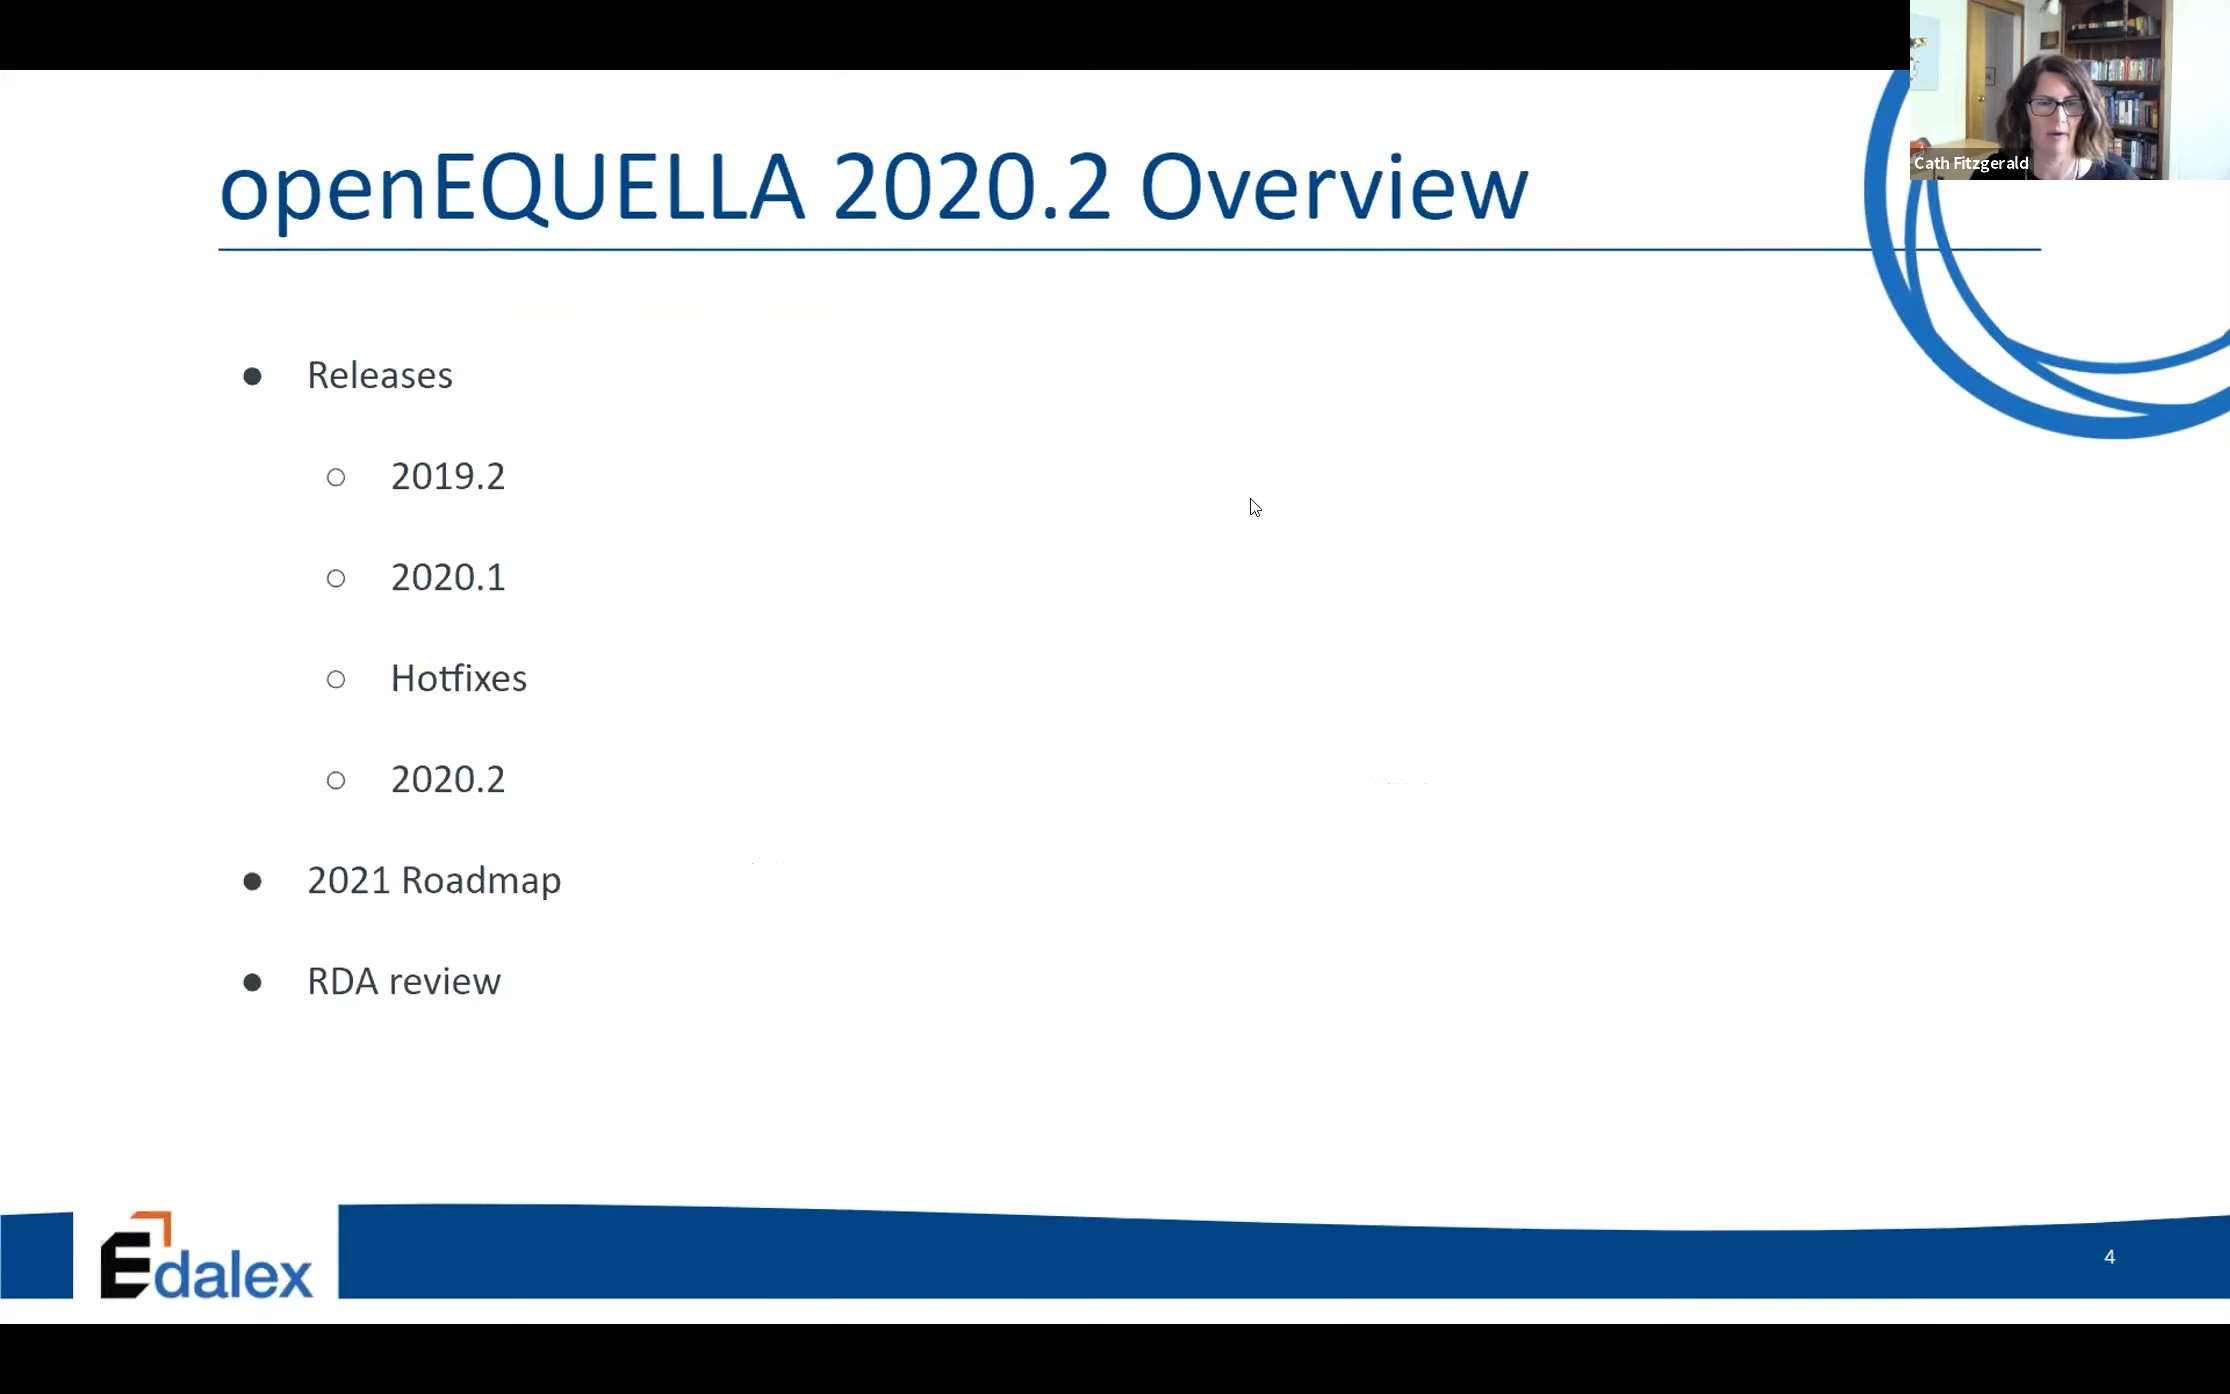 Cath Fitzgerald
openEQUELLA 2020.2 Overview
Releases
2019.2
2020.1
Hotfixes
2020.2
2021 Roadmap
RDA review
Edalex
4